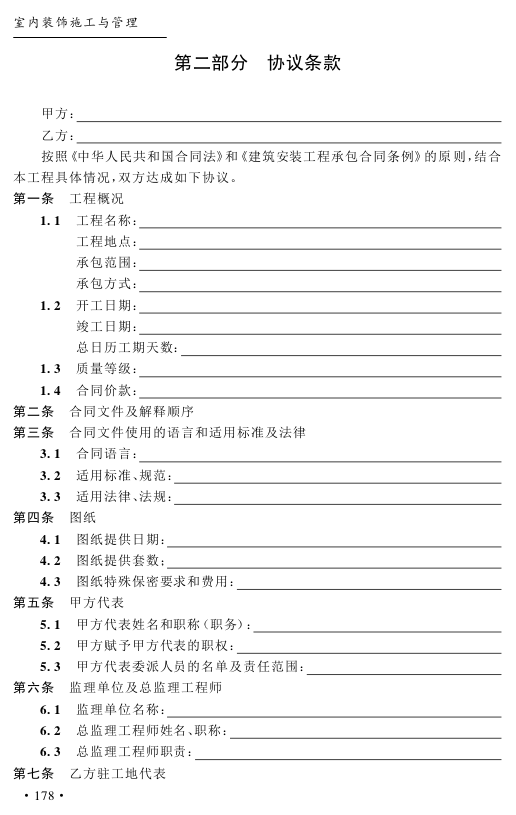 室内装饰施工与管理
第二部分　协议条款
甲方:
乙方:
按照《中华人民共和国合同法》和《建筑安装工程承包合同条例》的原则,结合
本工程具体情况,双方达成如下协议。
第一条　工程概况
1.1　工程名称:
工程地点:
承包范围:
承包方式:
1.2　开工日期:
竣工日期:
总日历工期天数:
1.3　质量等级:
1.4　合同价款:
第二条　合同文件及解释顺序
第三条　合同文件使用的语言和适用标准及法律
3.1　合同语言:
3.2　适用标准、规范:
3.3　适用法律、法规:
第四条　图纸
4.1　图纸提供日期:
4.2　图纸提供套数:
4.3　图纸特殊保密要求和费用:
第五条　甲方代表
5.1　甲方代表姓名和职称(职务):
5.2　甲方赋予甲方代表的职权:
5.3　甲方代表委派人员的名单及责任范围:
第六条　监理单位及总监理工程师
6.1　监理单位名称:
6.2　总监理工程师姓名、职称:
6.3　总监理工程师职责:
第七条　乙方驻工地代表
· 178 ·